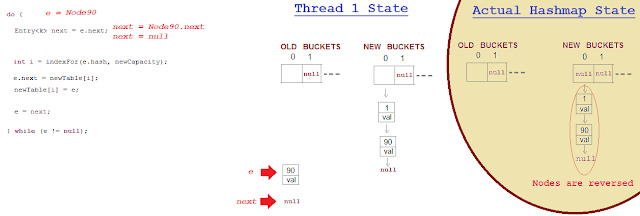 do {
e = Node90
Entry<k> next = e.next;
next = Node90.next
next = null
int i = indexFor(e.hash, newCapacity);
e.next = newTable[i];
newTable[i] = e;
e = next;
} while (e != null);
Thread 1 State
OLD BUCKETS
0 1
null
NEW BUCKETS
0 1
null
1
val
90
val
null
e
90
val
next
null
Actual Hashmap State
OLD BUCKETS
0 1
null
NEW BUCKETS
0 1
null null
1
val
90
val
null
Nodes are reversed